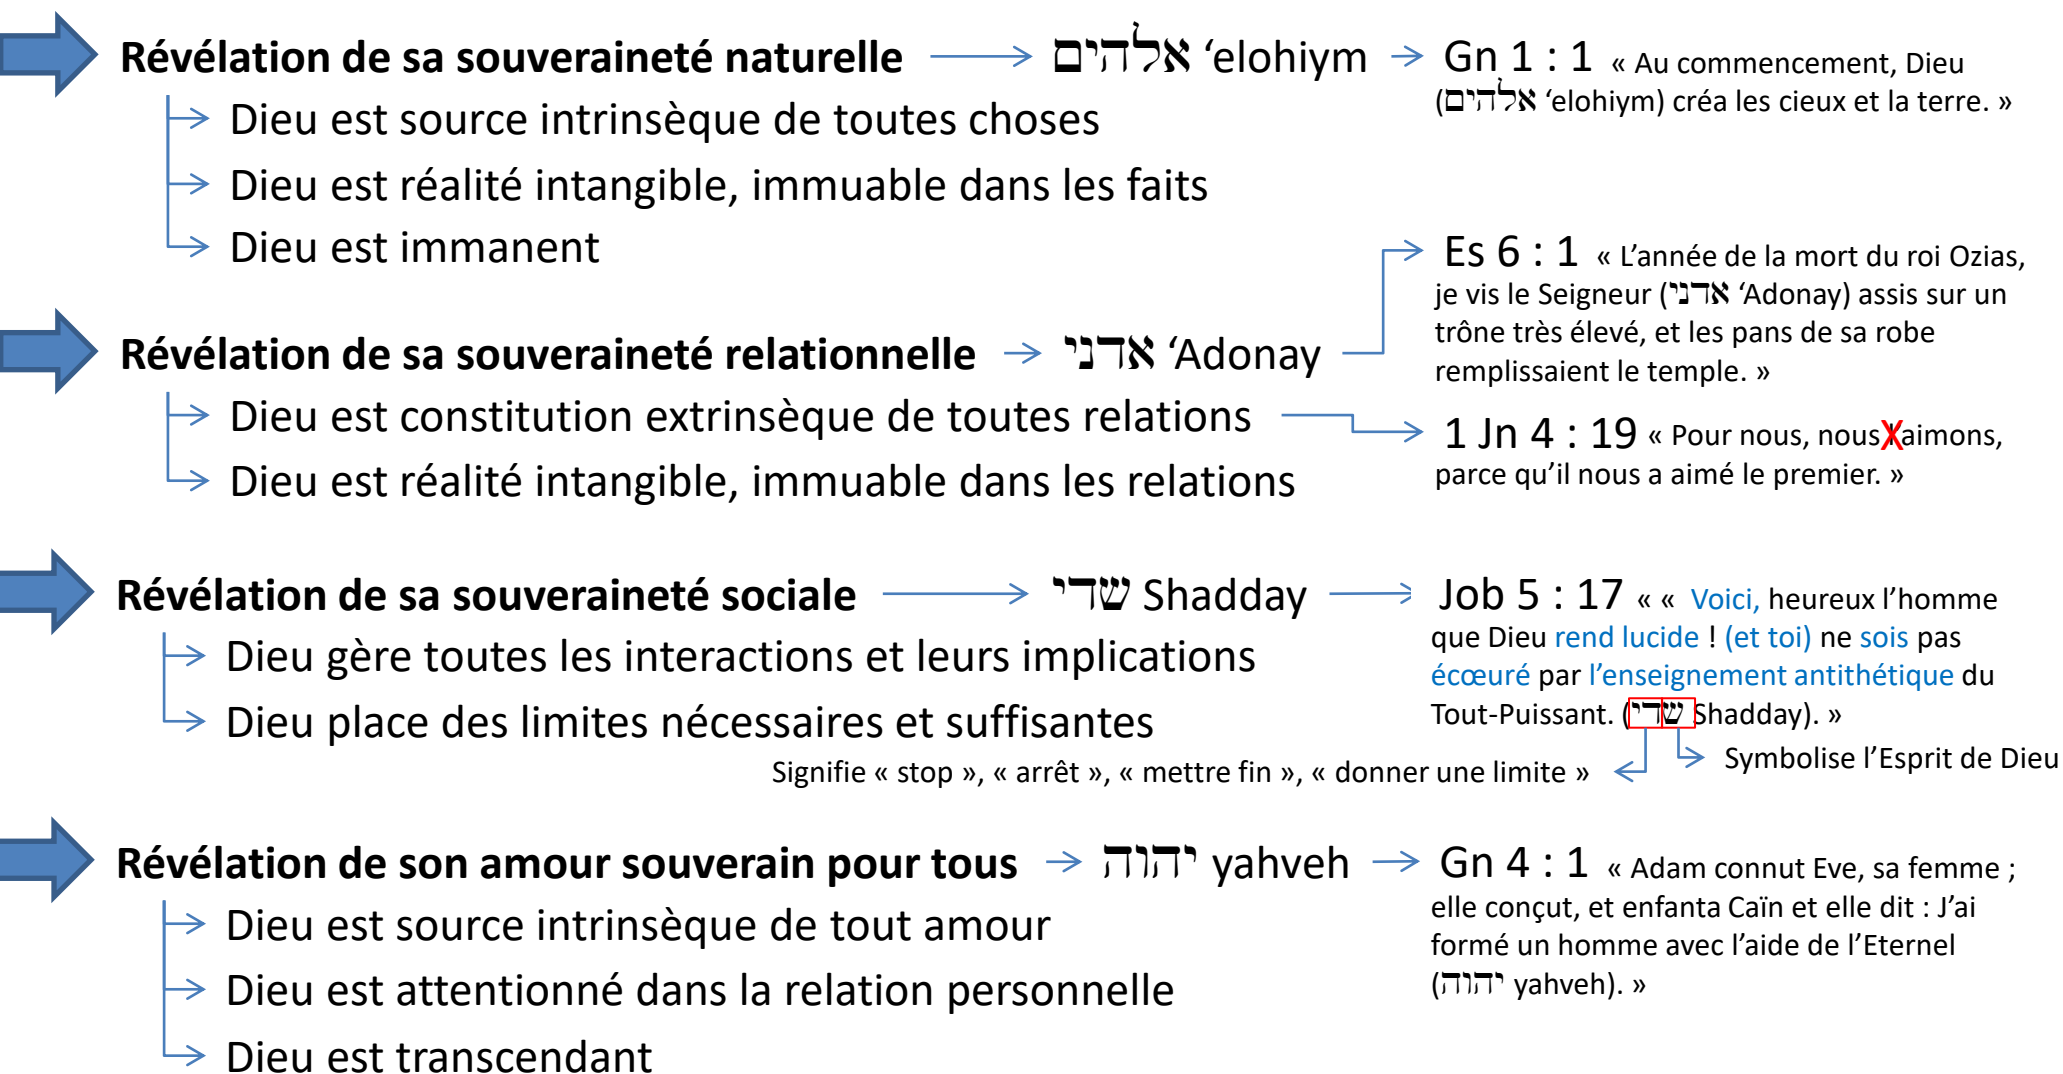 Révélation de sa souveraineté naturelle אלהים ‘elohiym Gn 1 : 1 « Au commencement, Dieu
(אלהים ‘elohiym) créa les cieux et la terre. »
Dieu est source intrinsèque de toutes choses
Dieu est réalité intangible, immuable dans les faits
Dieu est immanent
Es 6 : 1 « L’année de la mort du roi Ozias,
je vis le Seigneur (אדני ‘Adonay) assis sur un
trône très élevé, et les pans de sa robe
remplissaient le temple. »
Révélation de sa souveraineté relationnelle אדני ‘Adonay
Dieu est constitution extrinsèque de toutes relations
1 Jn 4 : 19 « Pour nous, nous X aimons,
parce qu’il nous a aimé le premier. »
Dieu est réalité intangible, immuable dans les relations
Révélation de sa souveraineté sociale שדי Shadday
Job 5 : 17 « « Voici, heureux l’homme
que Dieu rend lucide ! (et toi) ne sois pas
écœuré par l’enseignement antithétique du
Tout-Puissant. (שדי Shadday). »
Dieu gère toutes les interactions et leurs implications
Dieu place des limites nécessaires et suffisantes
Signifie « stop », « arrêt », « mettre fin », « donner une limite »
Symbolise l’Esprit de Dieu
Révélation de son amour souverain pour tous יהוה yahveh
Gn 4 : 1 « Adam connut Eve, sa femme ;
elle conçut, et enfanta Caïn et elle dit : J’ai
formé un homme avec l’aide de l’Eternel
(יהוה yahveh). »
Dieu est source intrinsèque de tout amour
Dieu est attentionné dans la relation personnelle
Dieu est transcendant